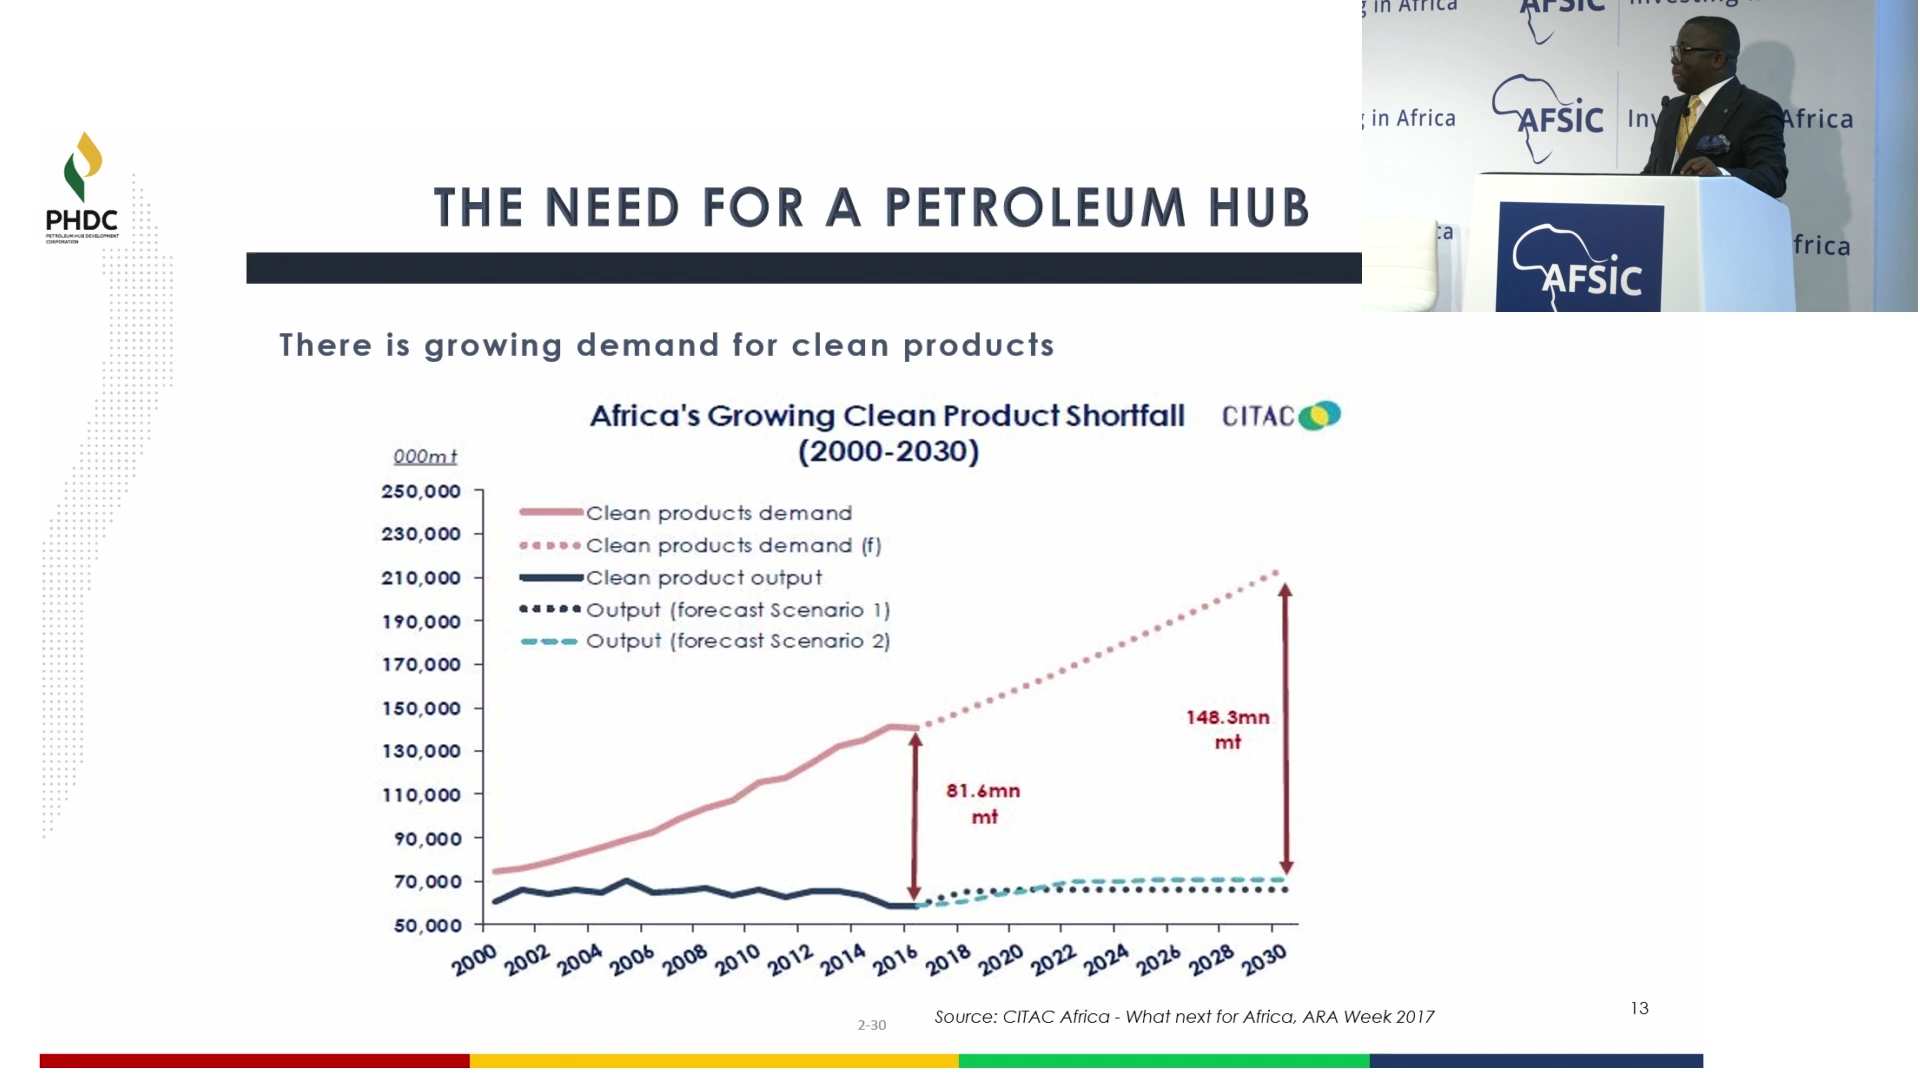 PHDC
PETROLEUM HUB DEVELOPMENT
CORPORATION
THE NEED FOR A PETROLEUM HUB
There is growing demand for clean products
Africa's Growing Clean Product Shortfall
(2000-2030)
CITAC
000mt
250,000
230,000
210,000
190,000
170,000
150,000
130,000
110,000
90,000
70,000
50,000
Clean products demand
Clean products demand (f)
Clean product output
Output (forecast Scenario 1)
Output (forecast Scenario 2)
148.3mn
mt
81.6mn
mt
2000 2002 2004 2006 2008 2010 2012 2014 2016 2018 2020 2022 2024 2026 2028 2030
Source: CITAC Africa - What next for Africa, ARA Week 2017
13
2-30
in Africa AFSIC
in Africa AFSIC Inv Africa
ca frica
AFSIC